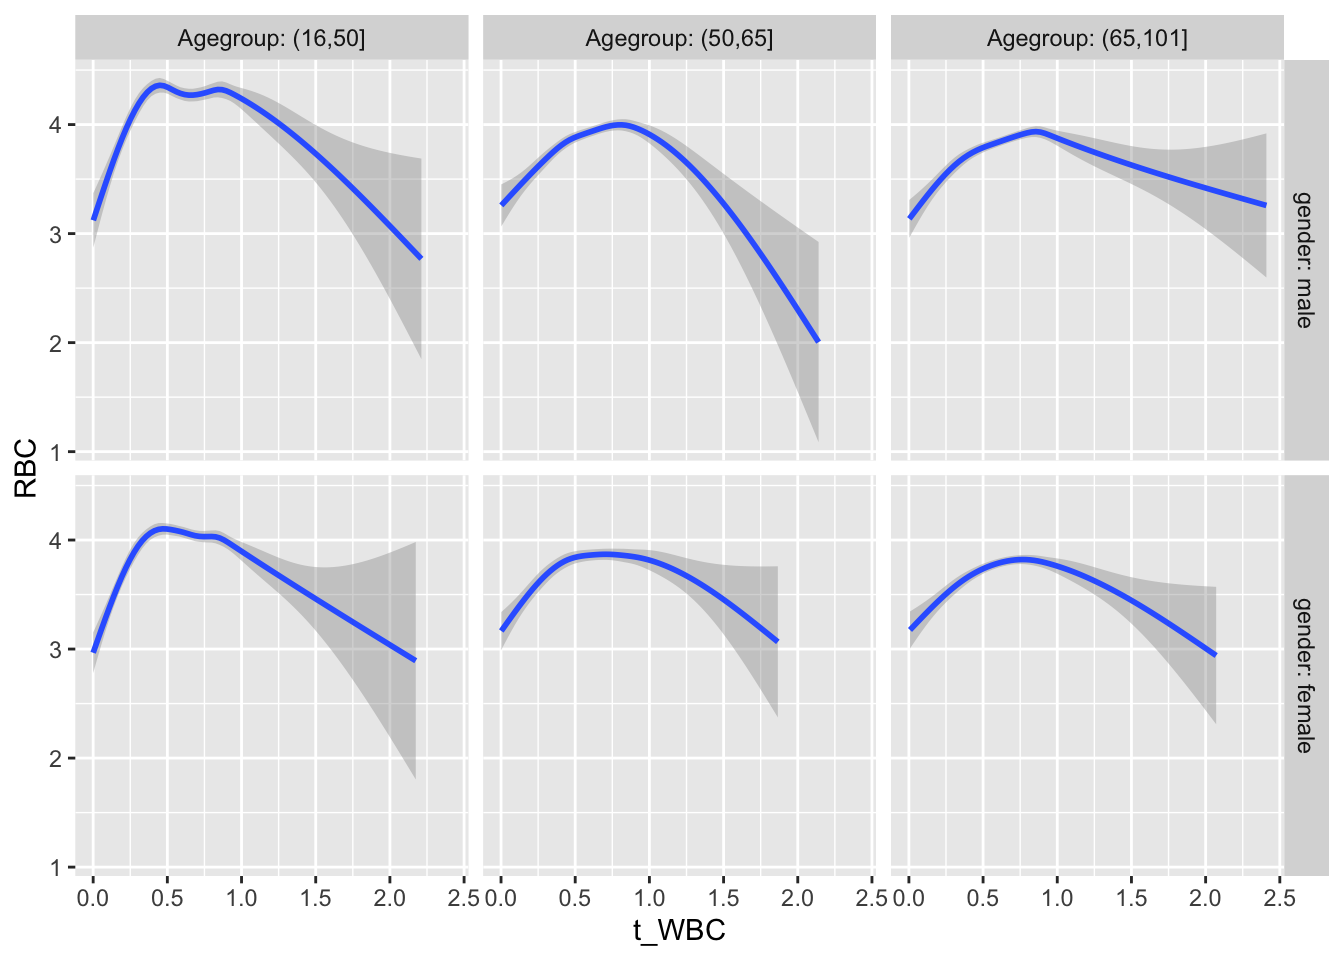 Agegroup: (16,50]
Agegroup: (50,65]
Agegroup: (65,101]
4
3
2
1
gender: male
RBC
4
3
2
1
gender: female
0.0 0.5 1.0 1.5 2.0 2.5
0.0 0.5 1.0 1.5 2.0 2.5
0.0 0.5 1.0 1.5 2.0 2.5
t_WBC